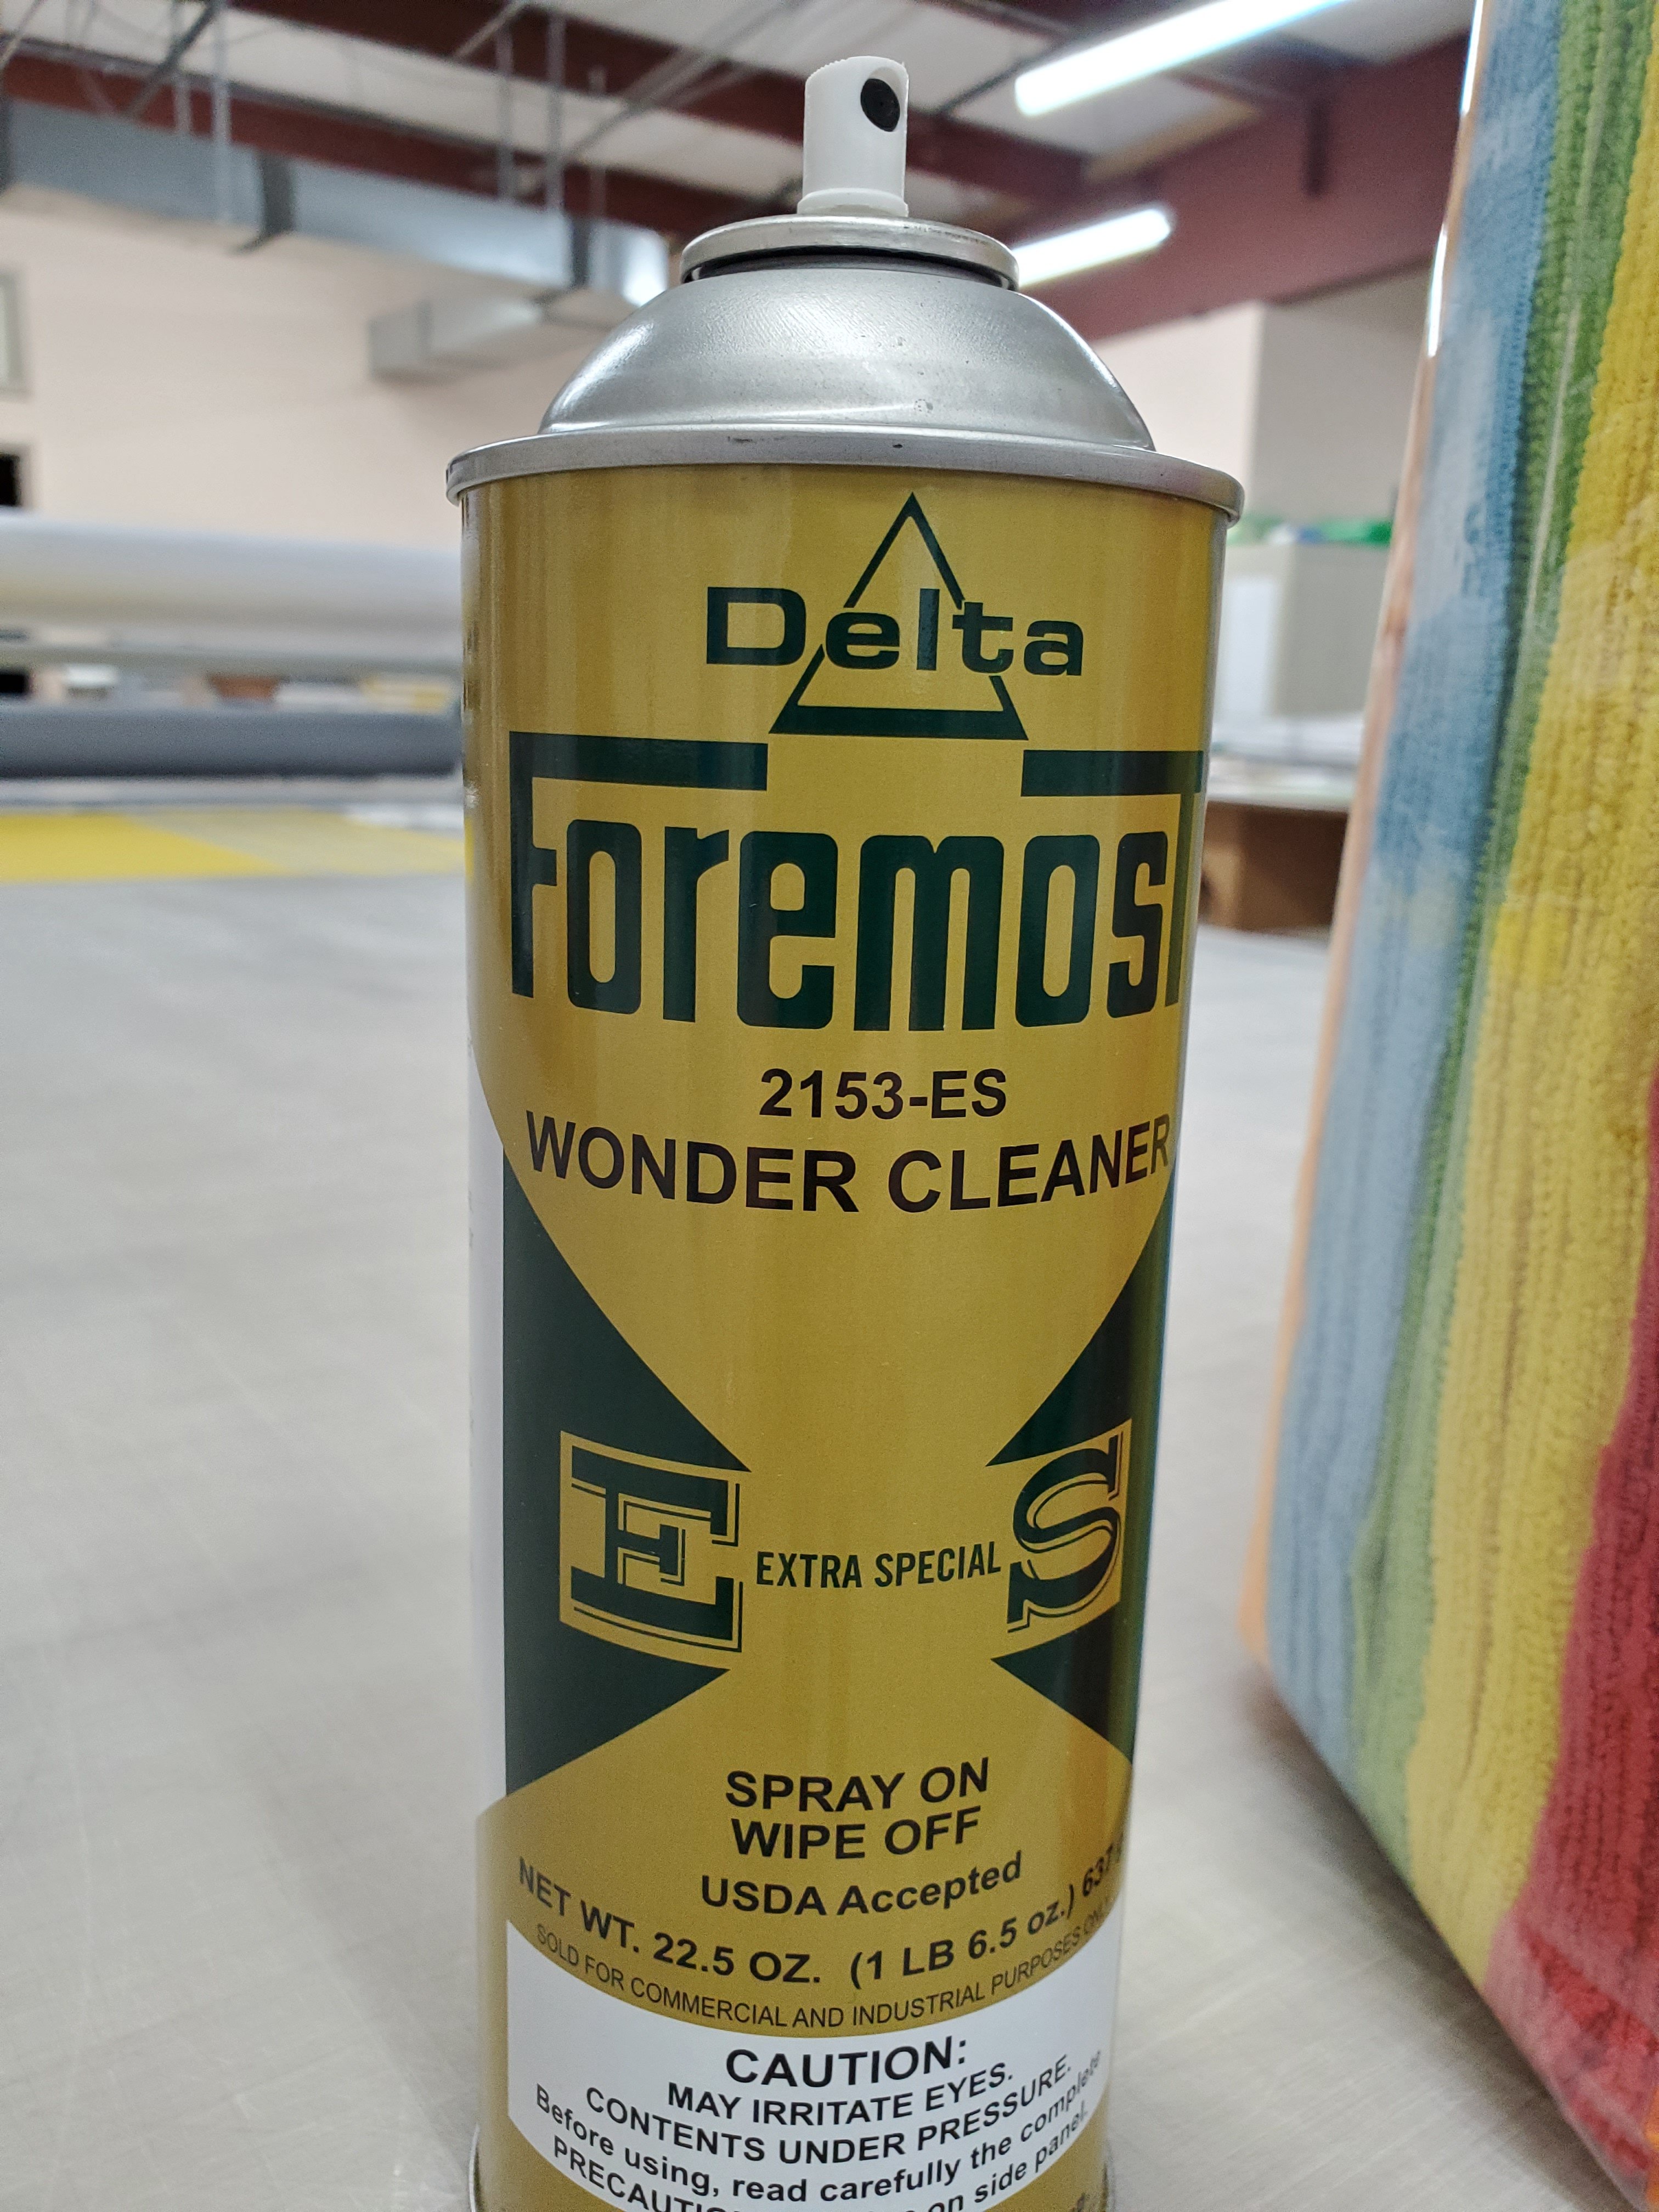 Delta
Foremost
2153-ES
WONDER CLEANER
E EXTRA SPECIAL S
SPRAY ON
WIPE OFF
USDA Accepted
NET WT. 22.5 OZ. (1 LB 6.5 oz.) 637
SOLD FOR COMMERCIAL AND INDUSTRIAL PURPOSES ONLY
CAUTION:
MAY IRRITATE EYES.
CONTENTS UNDER PRESSURE.
Before using, read carefully the complete
on side panel.